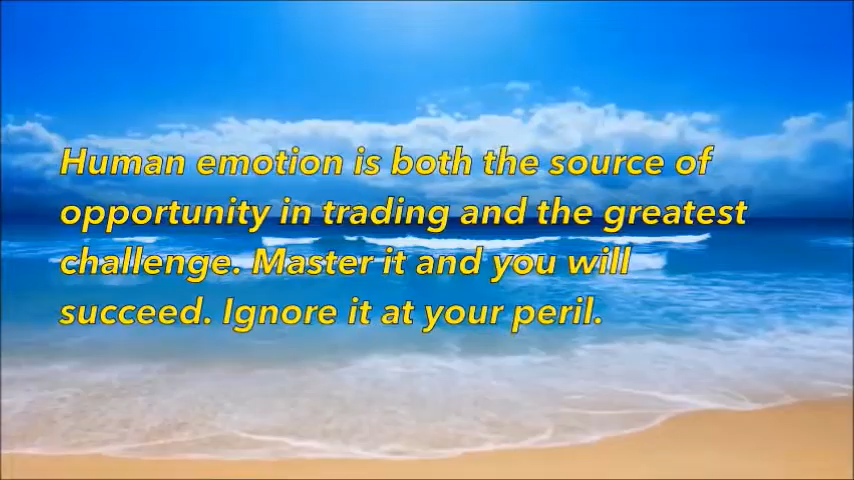 Human emotion is both the source of
opportunity in trading and the greatest
challenge. Master it and you will
succeed. Ignore it at your peril.